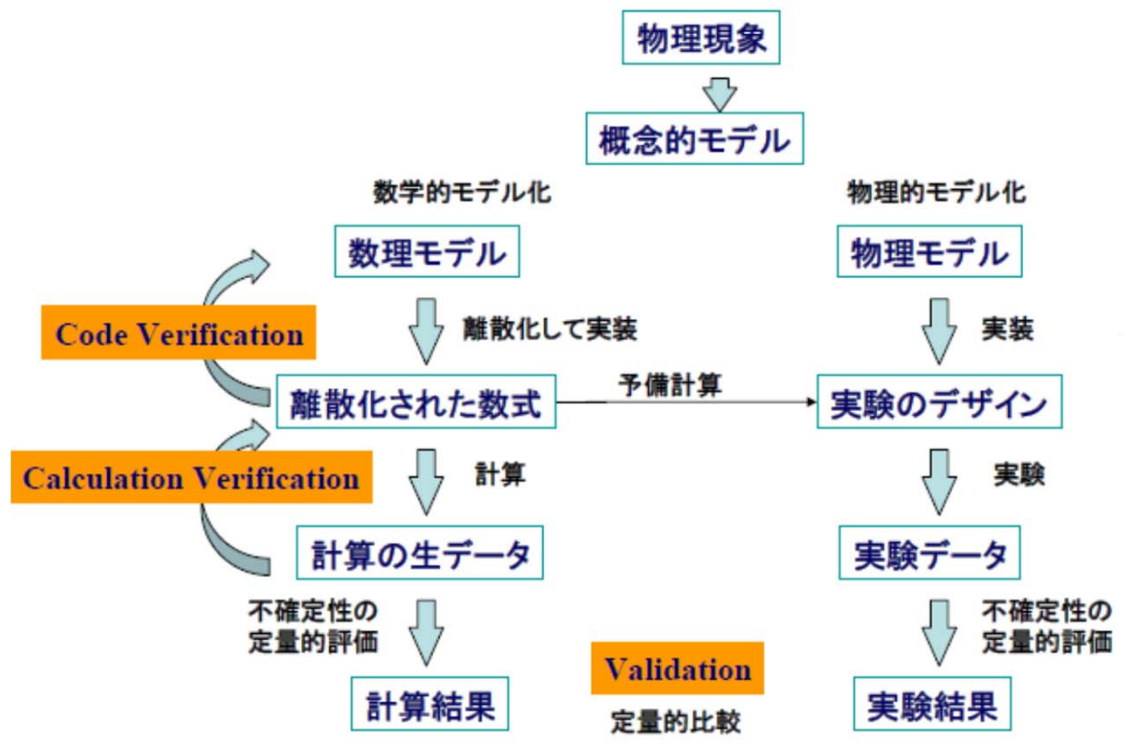 物理現象
概念的モデル
数学的モデル化
物理的モデル化
数理モデル
物理モデル
Code Verification
離散化して実装
実装
離散化された数式
予備計算
実験のデザイン
Calculation Verification
計算
実験
計算の生データ
実験データ
不確定性の
定量的評価
不確定性の
定量的評価
Validation
計算結果
定量的比較
実験結果